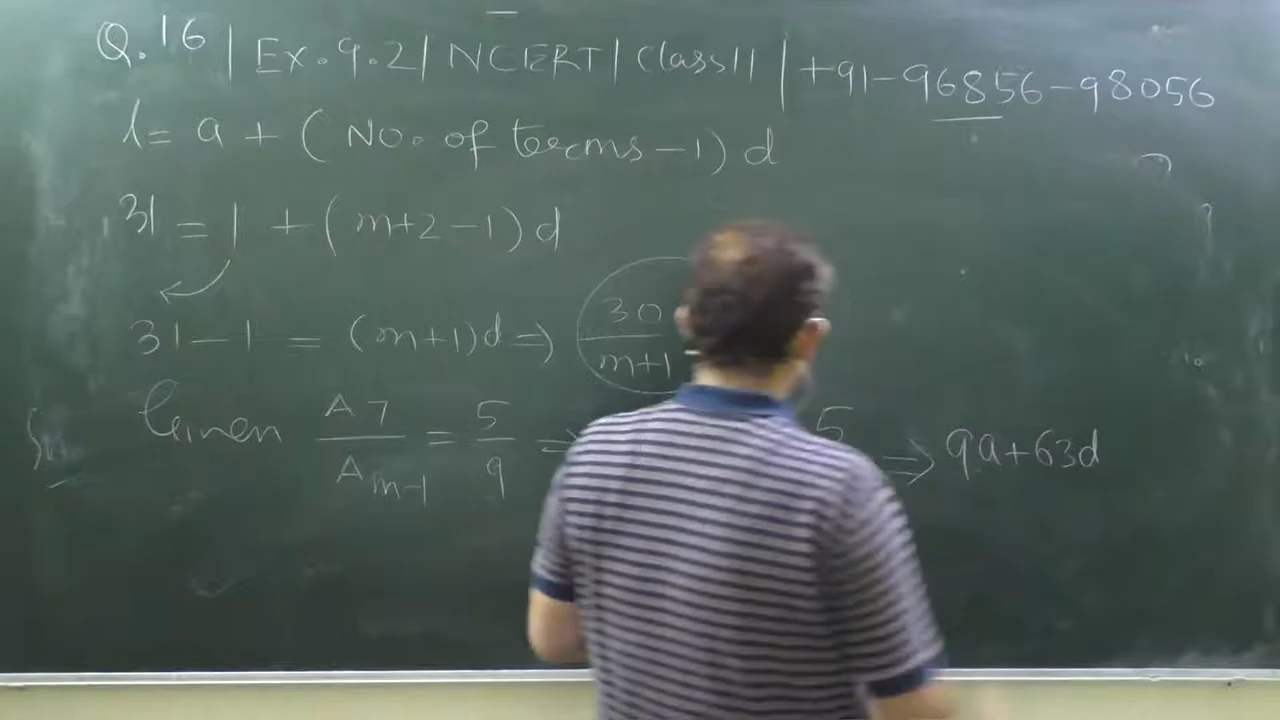 Q.16 | Ex.9.2 | NCERT | Class 11 | +91-96856-98056
l = a + (No. of terms - 1) d
31 = 1 + (m+2-1) d
31 - 1 = (m+1)d ⇒ 30/m+1
Given A7/Am-1 = 5/9 ⇒ 5 ⇒ 9a+63d